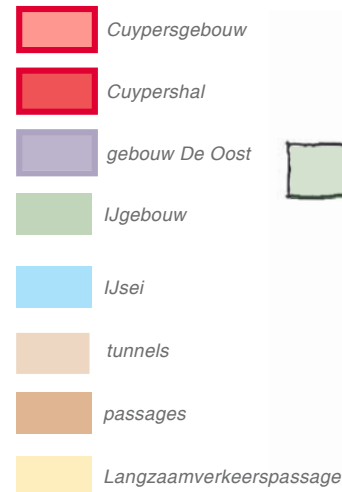 Cuypersgebouw
Cuypershal
gebouw De Oost
IJgebouw
IJsei
tunnels
passages
Langzaamverkeerspassage